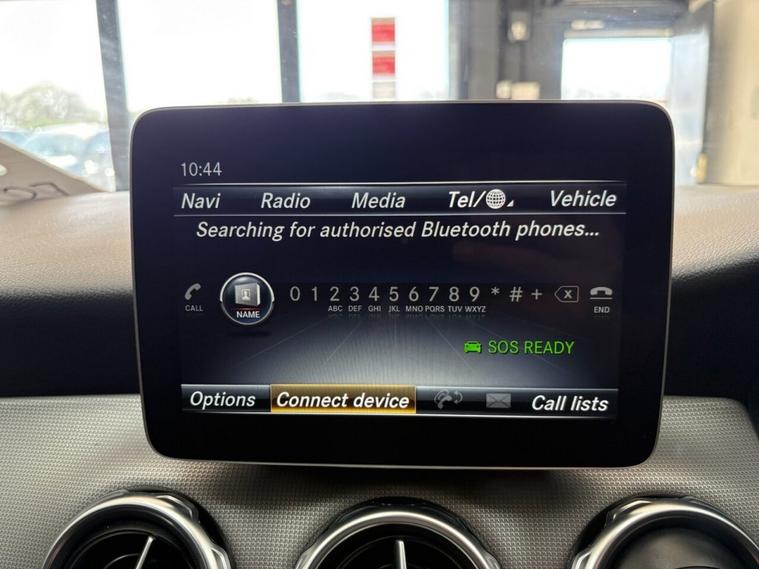 10:44
Navi Radio Media Tel/ Vehicle
Searching for authorised Bluetooth phones...
0 1 2 3 4 5 6 7 8 9 * # +
CALL NAME ABC DEF GHI JKL MNO PQRS TUV WXYZ END
SOS READY
Options Connect device Call lists